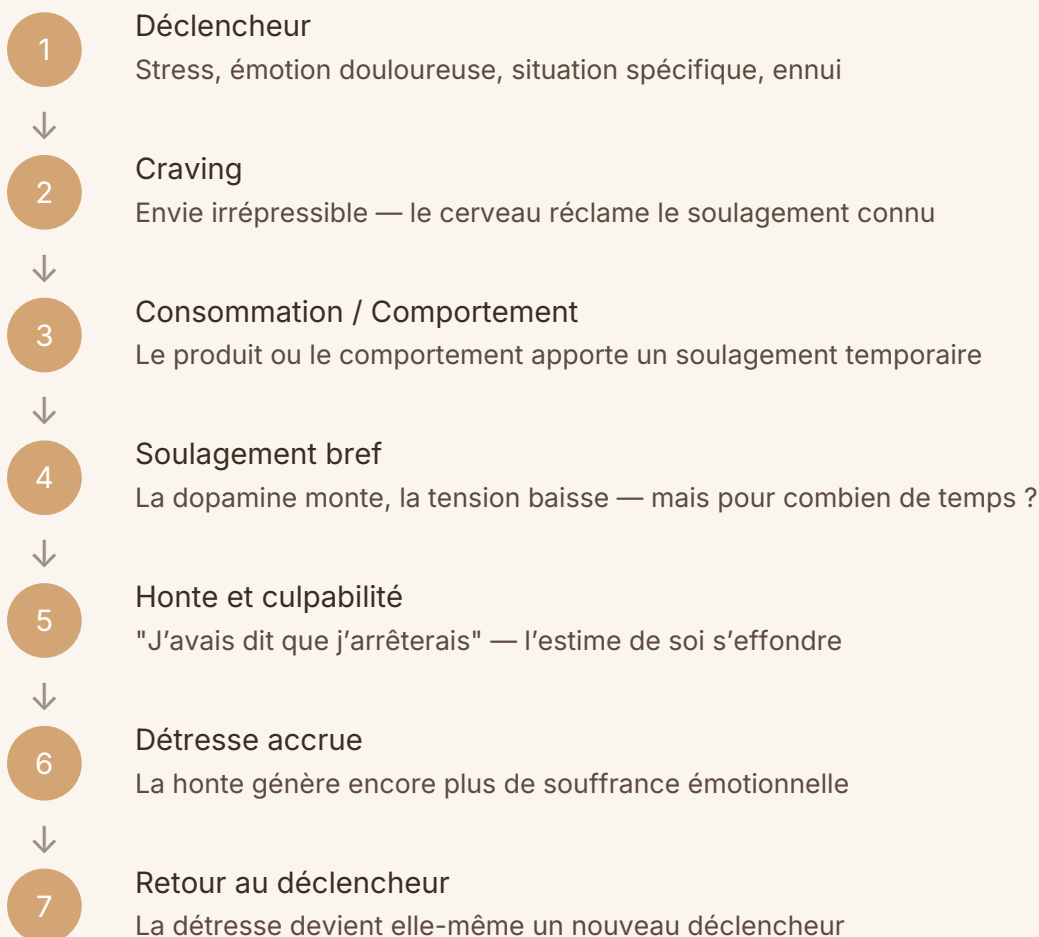 1
Déclencheur
Stress, émotion douloureuse, situation spécifique, ennui
↓
2
Craving
Envie irrépressible — le cerveau réclame le soulagement connu
↓
3
Consommation / Comportement
Le produit ou le comportement apporte un soulagement temporaire
↓
4
Soulagement bref
La dopamine monte, la tension baisse — mais pour combien de temps ?
↓
5
Honte et culpabilité
"J’avais dit que j’arrêterais" — l’estime de soi s’effondre
↓
6
Détresse accrue
La honte génère encore plus de souffrance émotionnelle
↓
7
Retour au déclencheur
La détresse devient elle-même un nouveau déclencheur